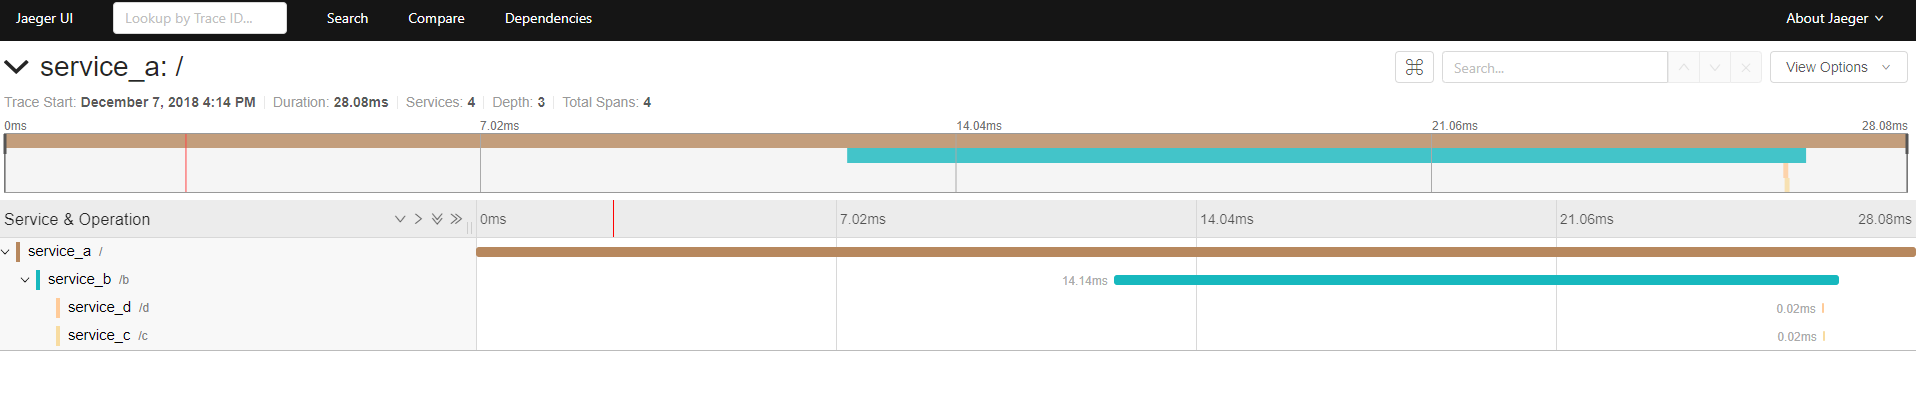 Jaeger UI Lookup by Trace ID... Search Compare Dependencies About Jaeger
service_a: / Search... View Options
Trace Start: December 7, 2018 4:14 PM Duration: 28.08ms Services: 4 Depth: 3 Total Spans: 4
0ms 7.02ms 14.04ms 21.06ms 28.08ms
Service & Operation 0ms 7.02ms 14.04ms 21.06ms 28.08ms
service_a /
service_b /b 14.14ms
service_d /d 0.02ms
service_c /c 0.02ms